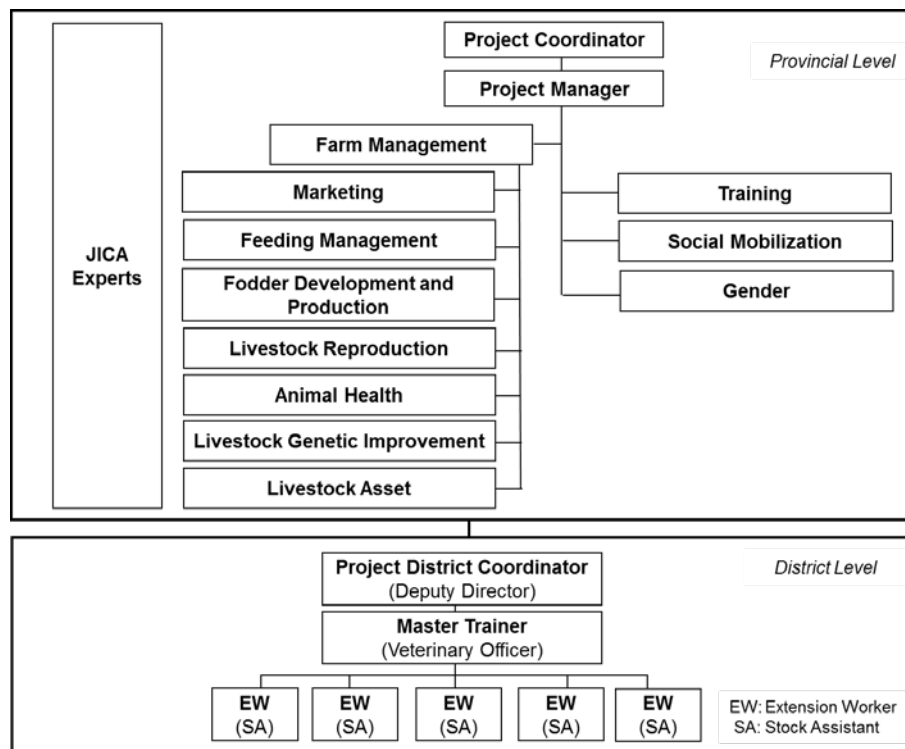 Project Coordinator
Provincial Level
Project Manager
Farm Management
Marketing
Feeding Management
Fodder Development and
Production
Livestock Reproduction
Animal Health
Livestock Genetic Improvement
Livestock Asset
JICA
Experts
Training
Social Mobilization
Gender
Project District Coordinator
(Deputy Director)
District Level
Master Trainer
(Veterinary Officer)
EW
(SA)
EW
(SA)
EW
(SA)
EW
(SA)
EW
(SA)
EW: Extension Worker
SA: Stock Assistant